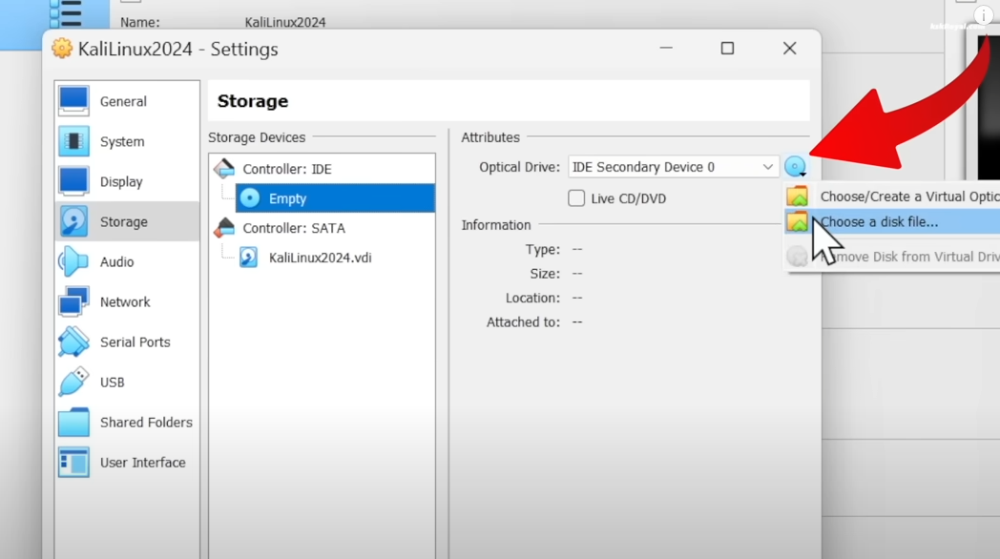 Name: KaliLinux2024
KaliLinux2024 - Settings
General
System
Display
Storage
Audio
Network
Serial Ports
USB
Shared Folders
User Interface
Storage
Storage Devices
Controller: IDE
Empty
Controller: SATA
KaliLinux2024.vdi
Attributes
Optical Drive: IDE Secondary Device 0
Live CD/DVD
Information
Type: --
Size: --
Location: --
Attached to: --
Choose/Create a Virtual Optic
Choose a disk file...
Remove Disk from Virtual Driv